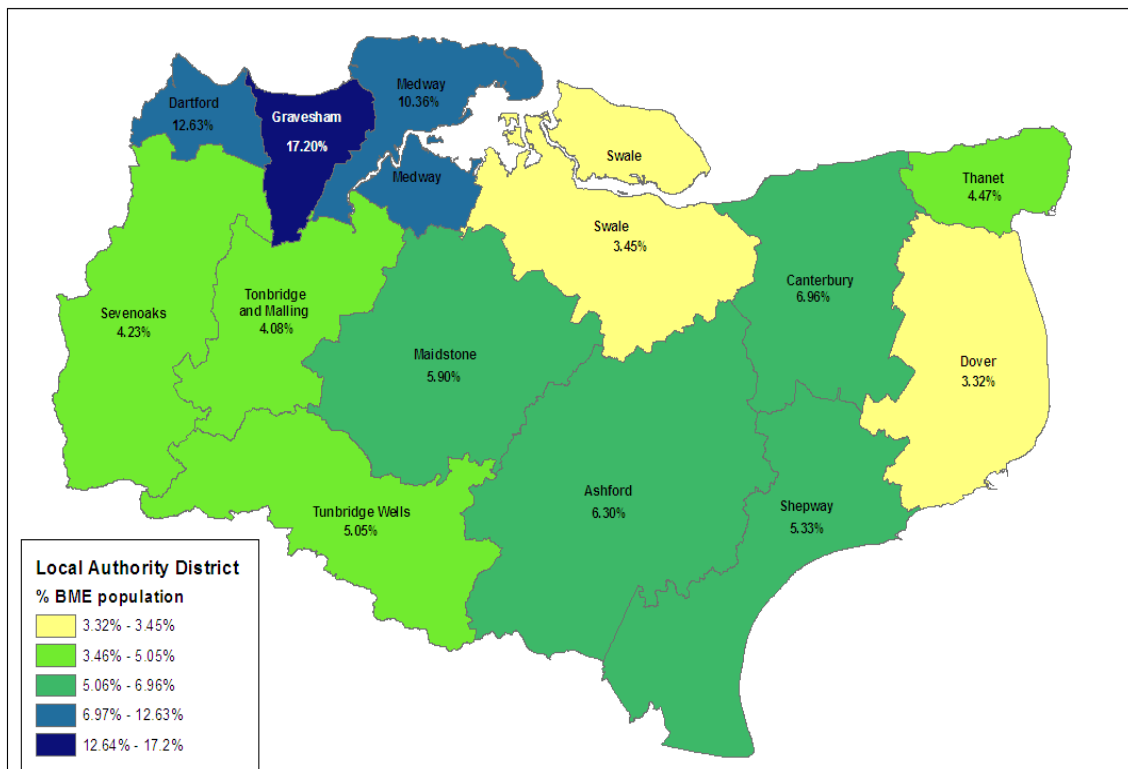 Medway
10.36%
Dartford
12.63%
Gravesham
17.20%
Medway
Swale
Swale
3.45%
Thanet
4.47%
Canterbury
6.96%
Sevenoaks
4.23%
Tonbridge
and Malling
4.08%
Maidstone
5.90%
Dover
3.32%
Ashford
6.30%
Shepway
5.33%
Tunbridge Wells
5.05%
Local Authority District
% BME population
3.32% - 3.45%
3.46% - 5.05%
5.06% - 6.96%
6.97% - 12.63%
12.64% - 17.2%